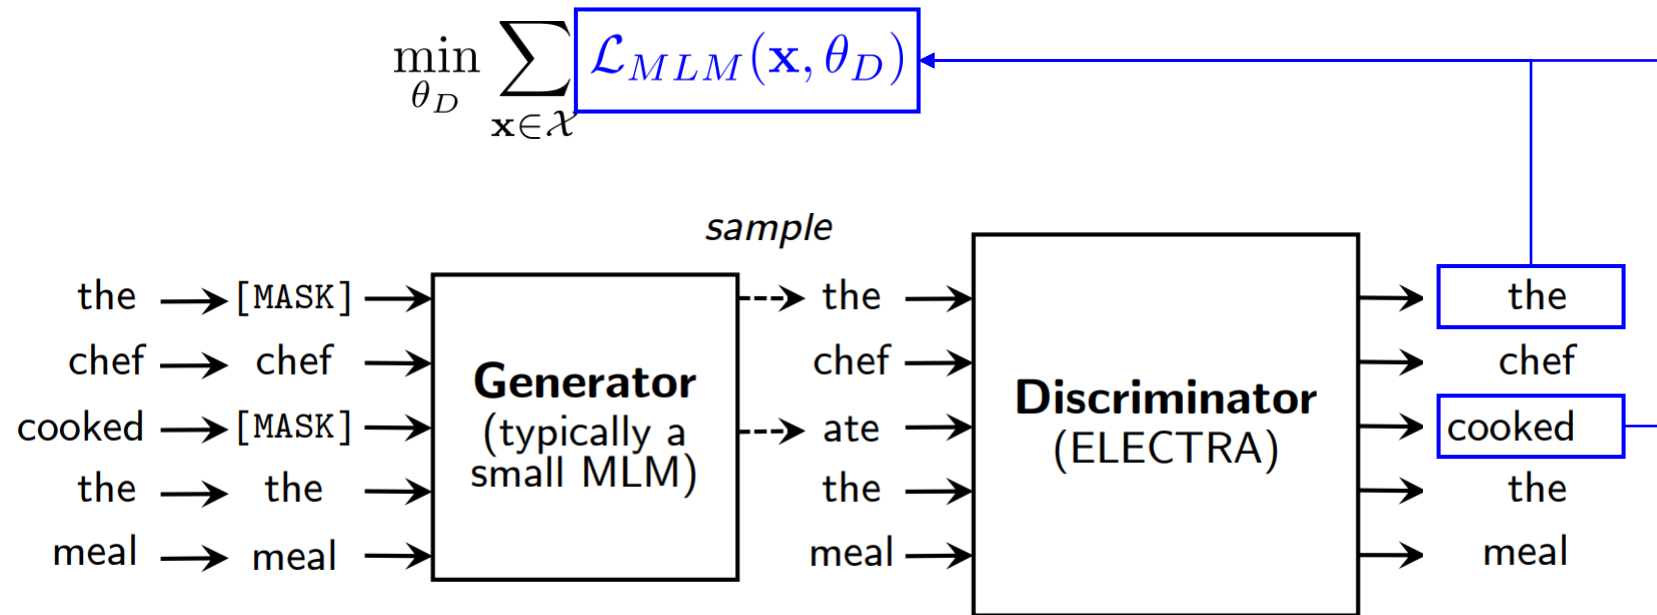 min θ_D ∑ x∈𝒳 ℒ_MLM(x, θ_D)
sample
the [MASK] the the
chef chef chef chef
cooked [MASK] ate cooked
the the the the
meal meal meal meal
Generator
(typically a
small MLM)
Discriminator
(ELECTRA)